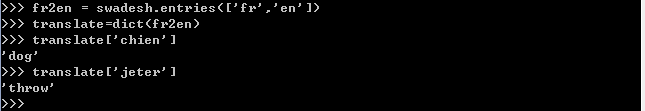 >>> fr2en = swadesh.entries(['fr','en'])
>>> translate=dict(fr2en)
>>> translate['chien']
'dog'
>>> translate['jeter']
'throw'
>>>